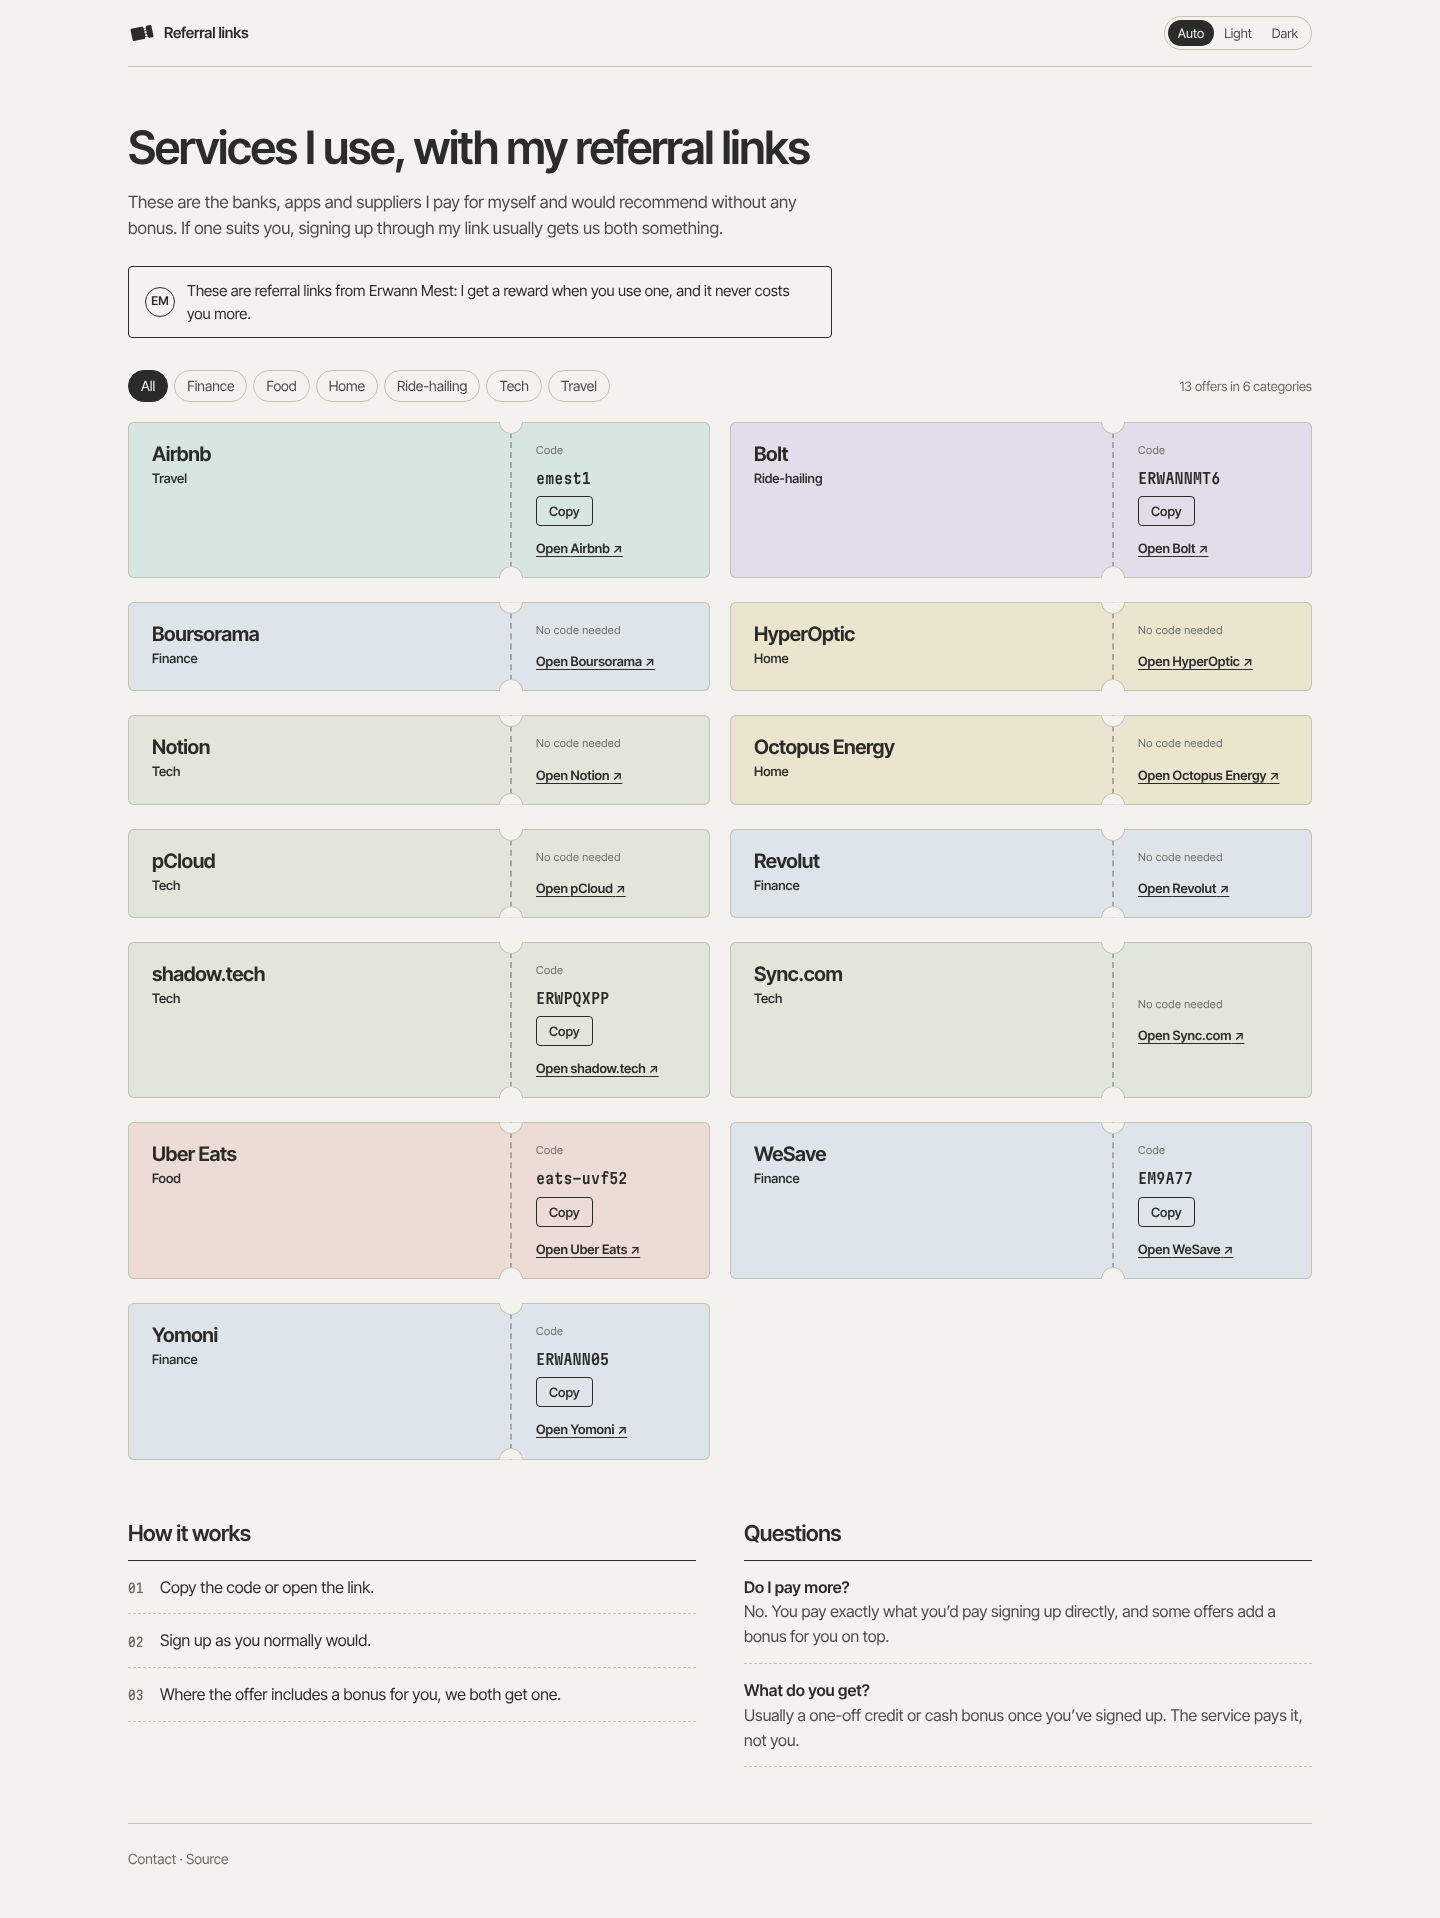 Referral links
Auto Light Dark
Services I use, with my referral links
These are the banks, apps and suppliers I pay for myself and would recommend without any
bonus. If one suits you, signing up through my link usually gets us both something.
EM
These are referral links from Erwann Mest: I get a reward when you use one, and it never costs
you more.
All Finance Food Home Ride-hailing Tech Travel
13 offers in 6 categories
Airbnb
Travel
Code
emest1
Copy
Open Airbnb ↗
Bolt
Ride-hailing
Code
ERWANNMT6
Copy
Open Bolt ↗
Boursorama
Finance
No code needed
Open Boursorama ↗
HyperOptic
Home
No code needed
Open HyperOptic ↗
Notion
Tech
No code needed
Open Notion ↗
Octopus Energy
Home
No code needed
Open Octopus Energy ↗
pCloud
Tech
No code needed
Open pCloud ↗
Revolut
Finance
No code needed
Open Revolut ↗
shadow.tech
Tech
Code
ERWPQXPP
Copy
Open shadow.tech ↗
Sync.com
Tech
No code needed
Open Sync.com ↗
Uber Eats
Food
Code
eats-uvf52
Copy
Open Uber Eats ↗
WeSave
Finance
Code
EM9A77
Copy
Open WeSave ↗
Yomoni
Finance
Code
ERWANN05
Copy
Open Yomoni ↗
How it works
01 Copy the code or open the link.
02 Sign up as you normally would.
03 Where the offer includes a bonus for you, we both get one.
Questions
Do I pay more?
No. You pay exactly what you’d pay signing up directly, and some offers add a
bonus for you on top.
What do you get?
Usually a one-off credit or cash bonus once you’ve signed up. The service pays it,
not you.
Contact · Source